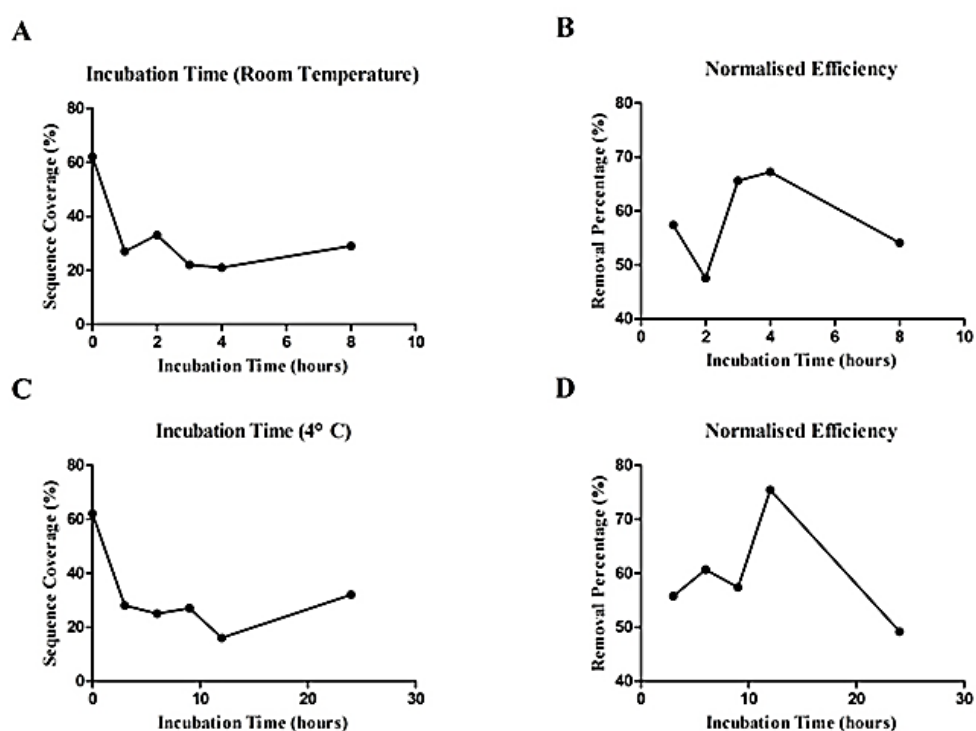 A
B
Incubation Time (Room Temperature)
Normalised Efficiency
Sequence Coverage (%)
80
60
40
20
0
0 2 4 6 8 10
Incubation Time (hours)
Removal Percentage (%)
80
70
60
50
40
0 2 4 6 8 10
Incubation Time (hours)
C
D
Incubation Time (4° C)
Normalised Efficiency
Sequence Coverage (%)
80
60
40
20
0
0 10 20 30
Incubation Time (hours)
Removal Percentage (%)
80
70
60
50
40
0 10 20 30
Incubation Time (hours)